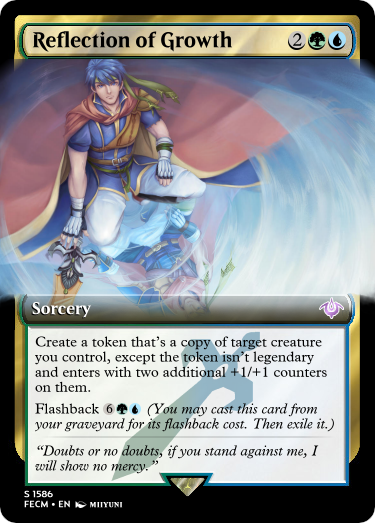 Reflection of Growth 2
Sorcery
Create a token that's a copy of target creature
you control, except the token isn't legendary
and enters with two additional +1/+1 counters
on them.
Flashback 6 (You may cast this card from
your graveyard for its flashback cost. Then exile it.)
“Doubts or no doubts, if you stand against me, I
will show no mercy.”
S 1586
FECM • EN MIIYUNI